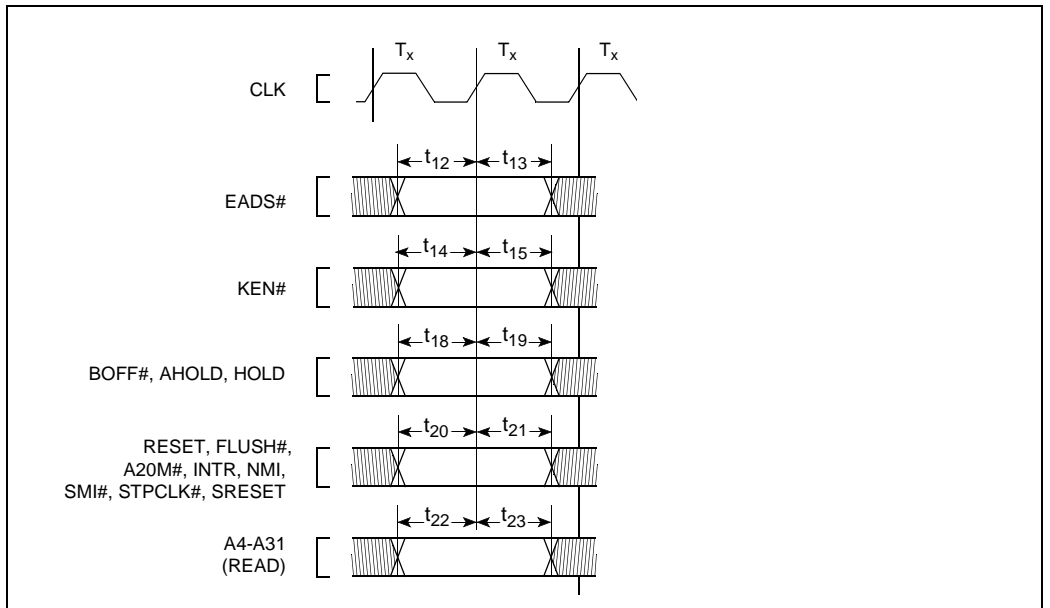 Tx Tx Tx
CLK
t12 t13
EADS#
t14 t15
KEN#
t18 t19
BOFF#, AHOLD, HOLD
t20 t21
RESET, FLUSH#,
A20M#, INTR, NMI,
SMI#, STPCLK#, SRESET
t22 t23
A4-A31
(READ)